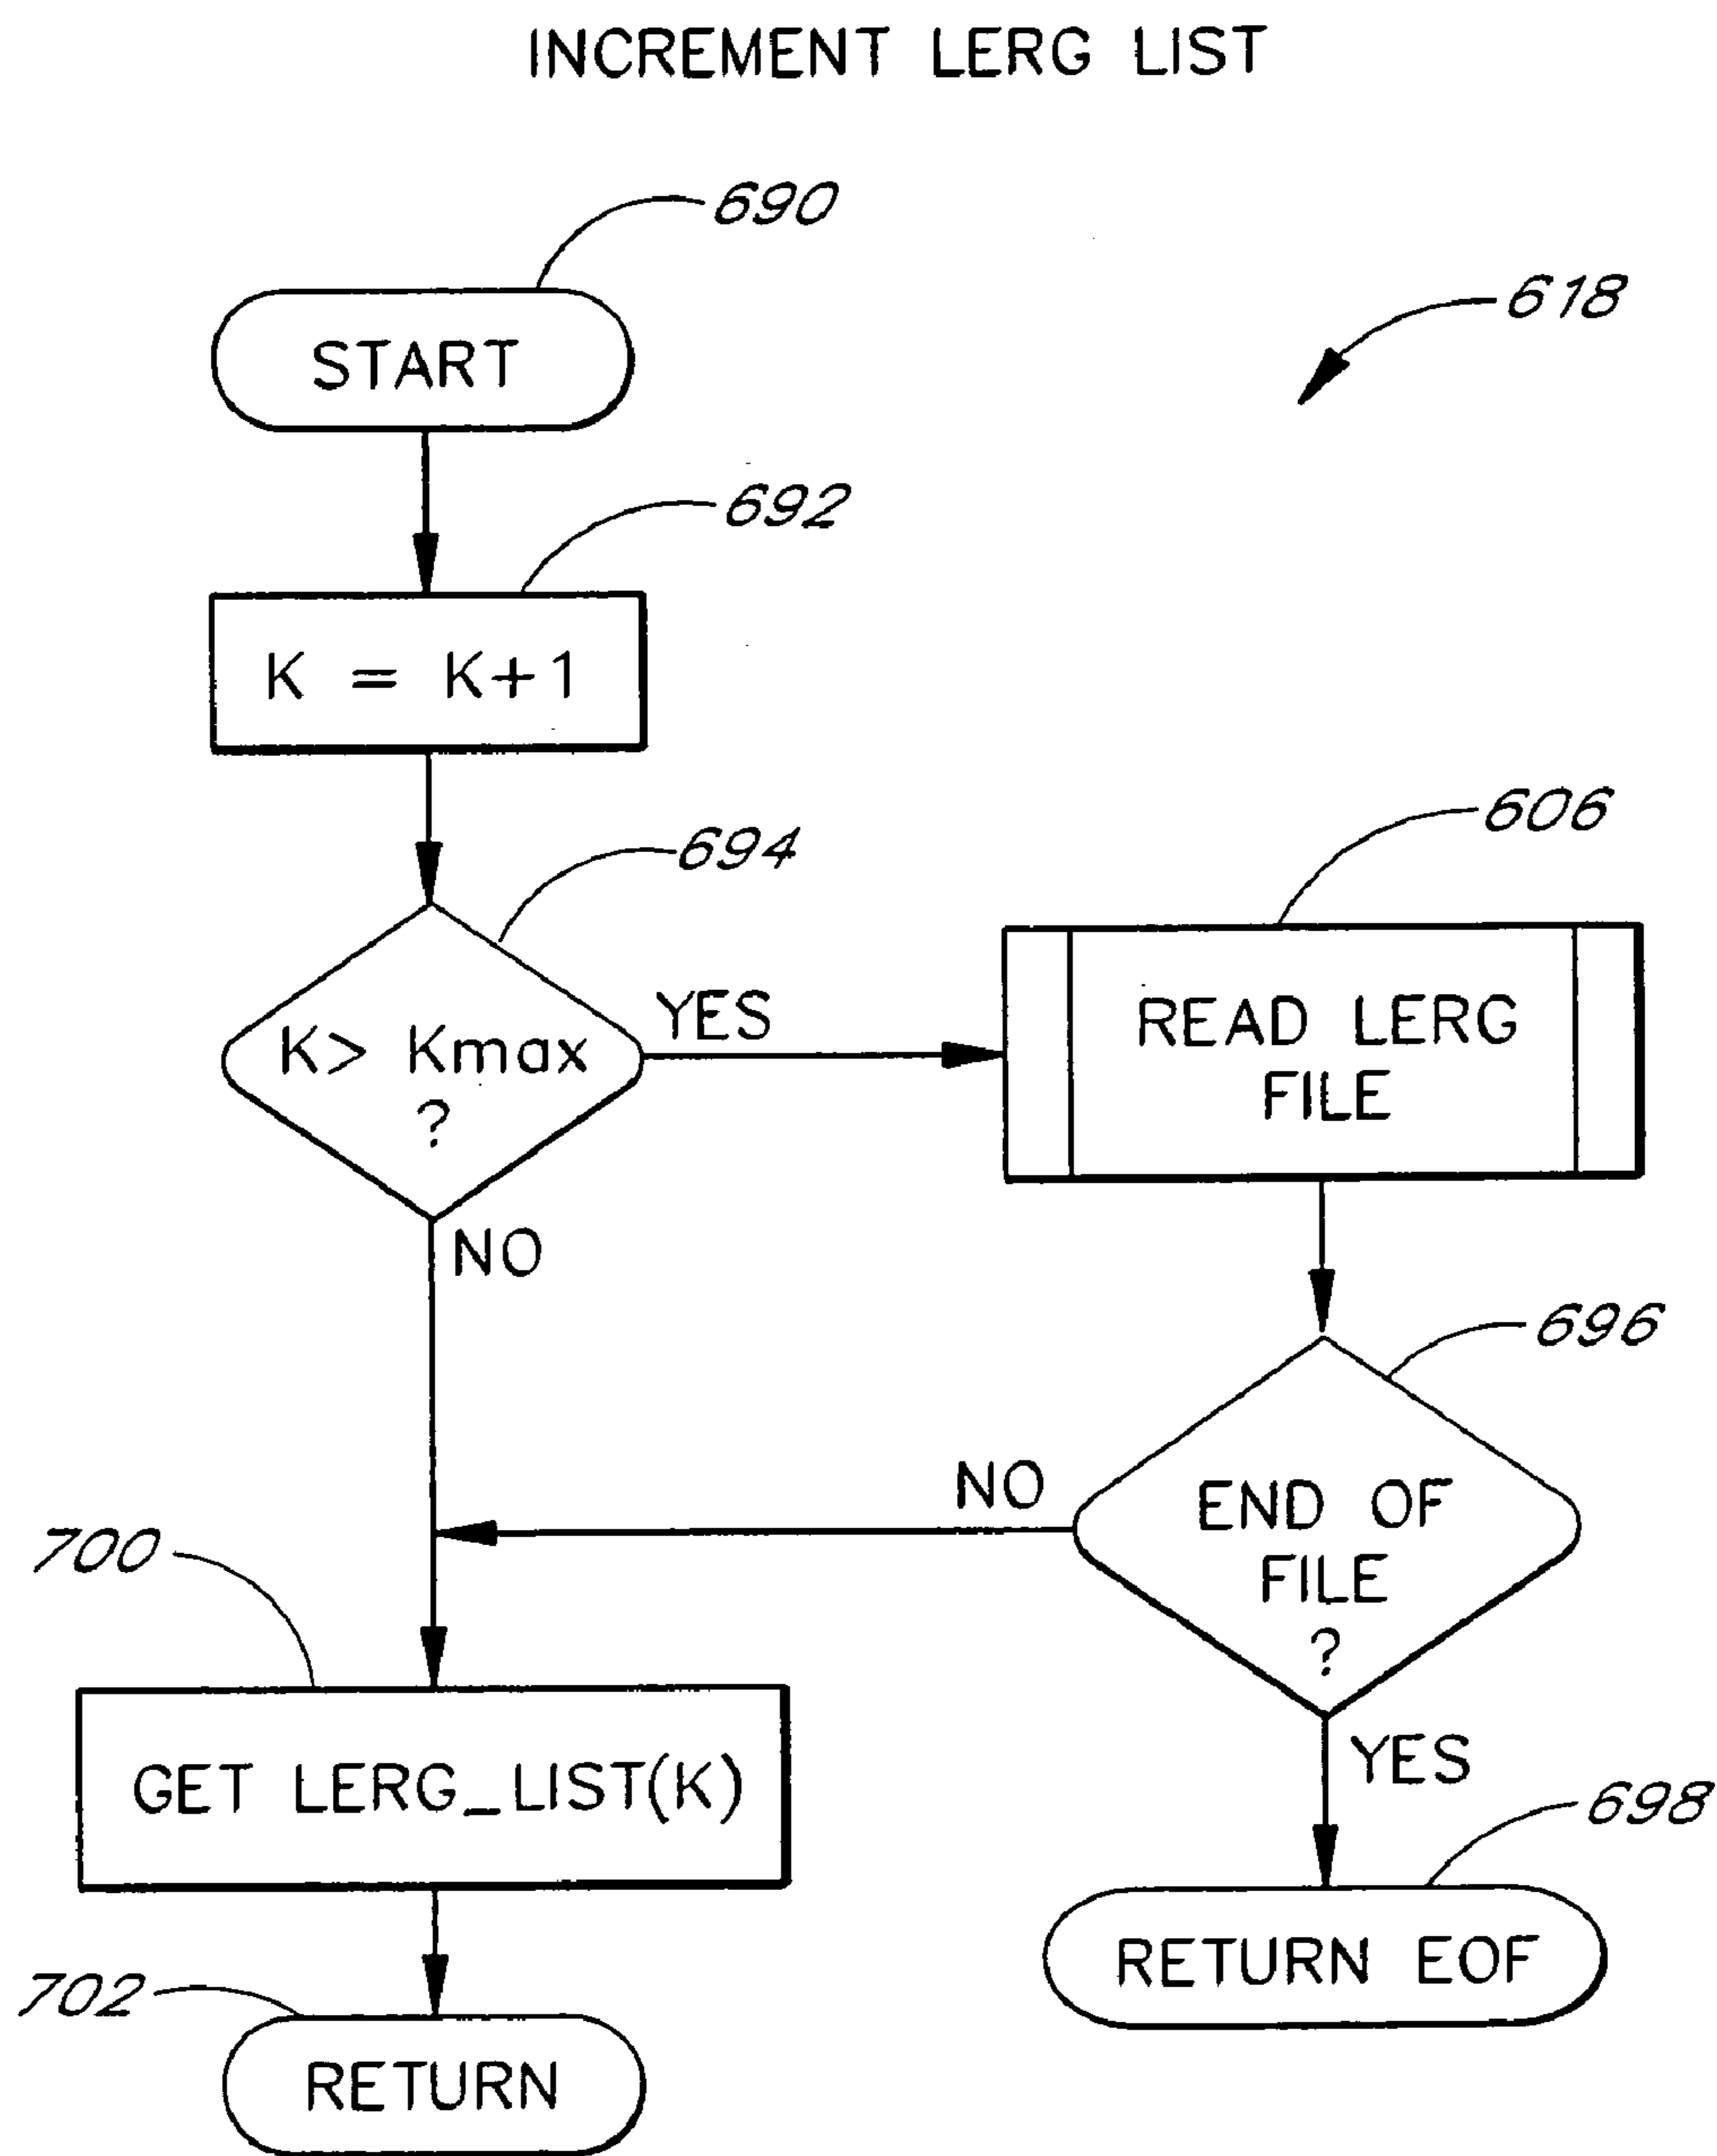 INCREMENT LERG LIST
690
START
618
692
K = K+1
694
606
K> Kmax
?
YES
READ LERG
FILE
NO
696
END OF
FILE
?
NO
700
GET LERG_LIST(K)
YES
698
RETURN EOF
702
RETURN